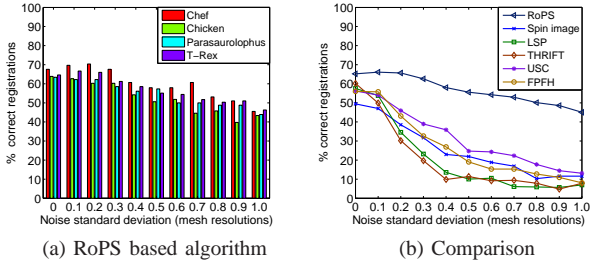 100
90
80
70
60
50
40
30
20
10
0
% correct registrations
Chef
Chicken
Parasaurolophus
T-Rex
0 0.1 0.2 0.3 0.4 0.5 0.6 0.7 0.8 0.9 1.0
Noise standard deviation (mesh resolutions)
(a) RoPS based algorithm
100
90
80
70
60
50
40
30
20
10
0
% correct registrations
RoPS
Spin image
LSP
THRIFT
USC
FPFH
0 0.1 0.2 0.3 0.4 0.5 0.6 0.7 0.8 0.9 1.0
Noise standard deviation (mesh resolutions)
(b) Comparison